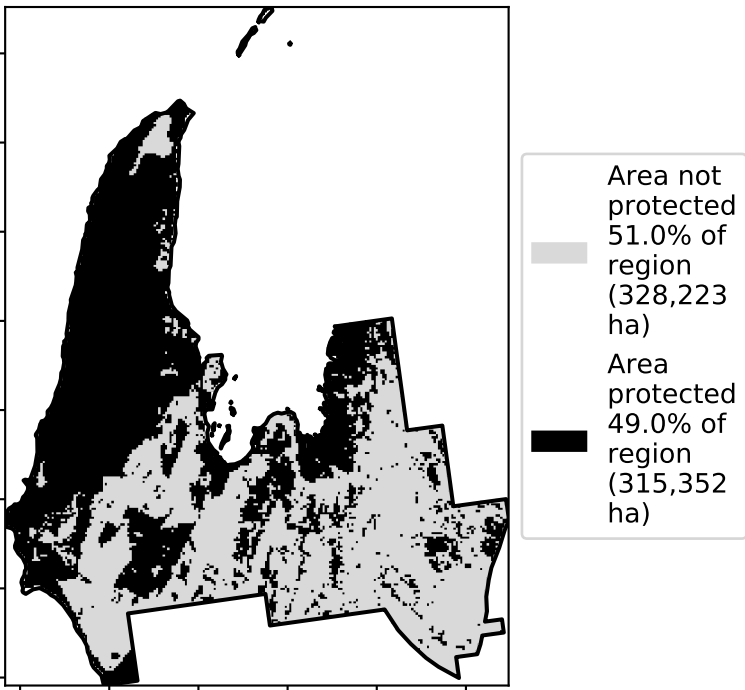 Area not
protected
51.0% of
region
(328,223
ha)
Area
protected
49.0% of
region
(315,352
ha)